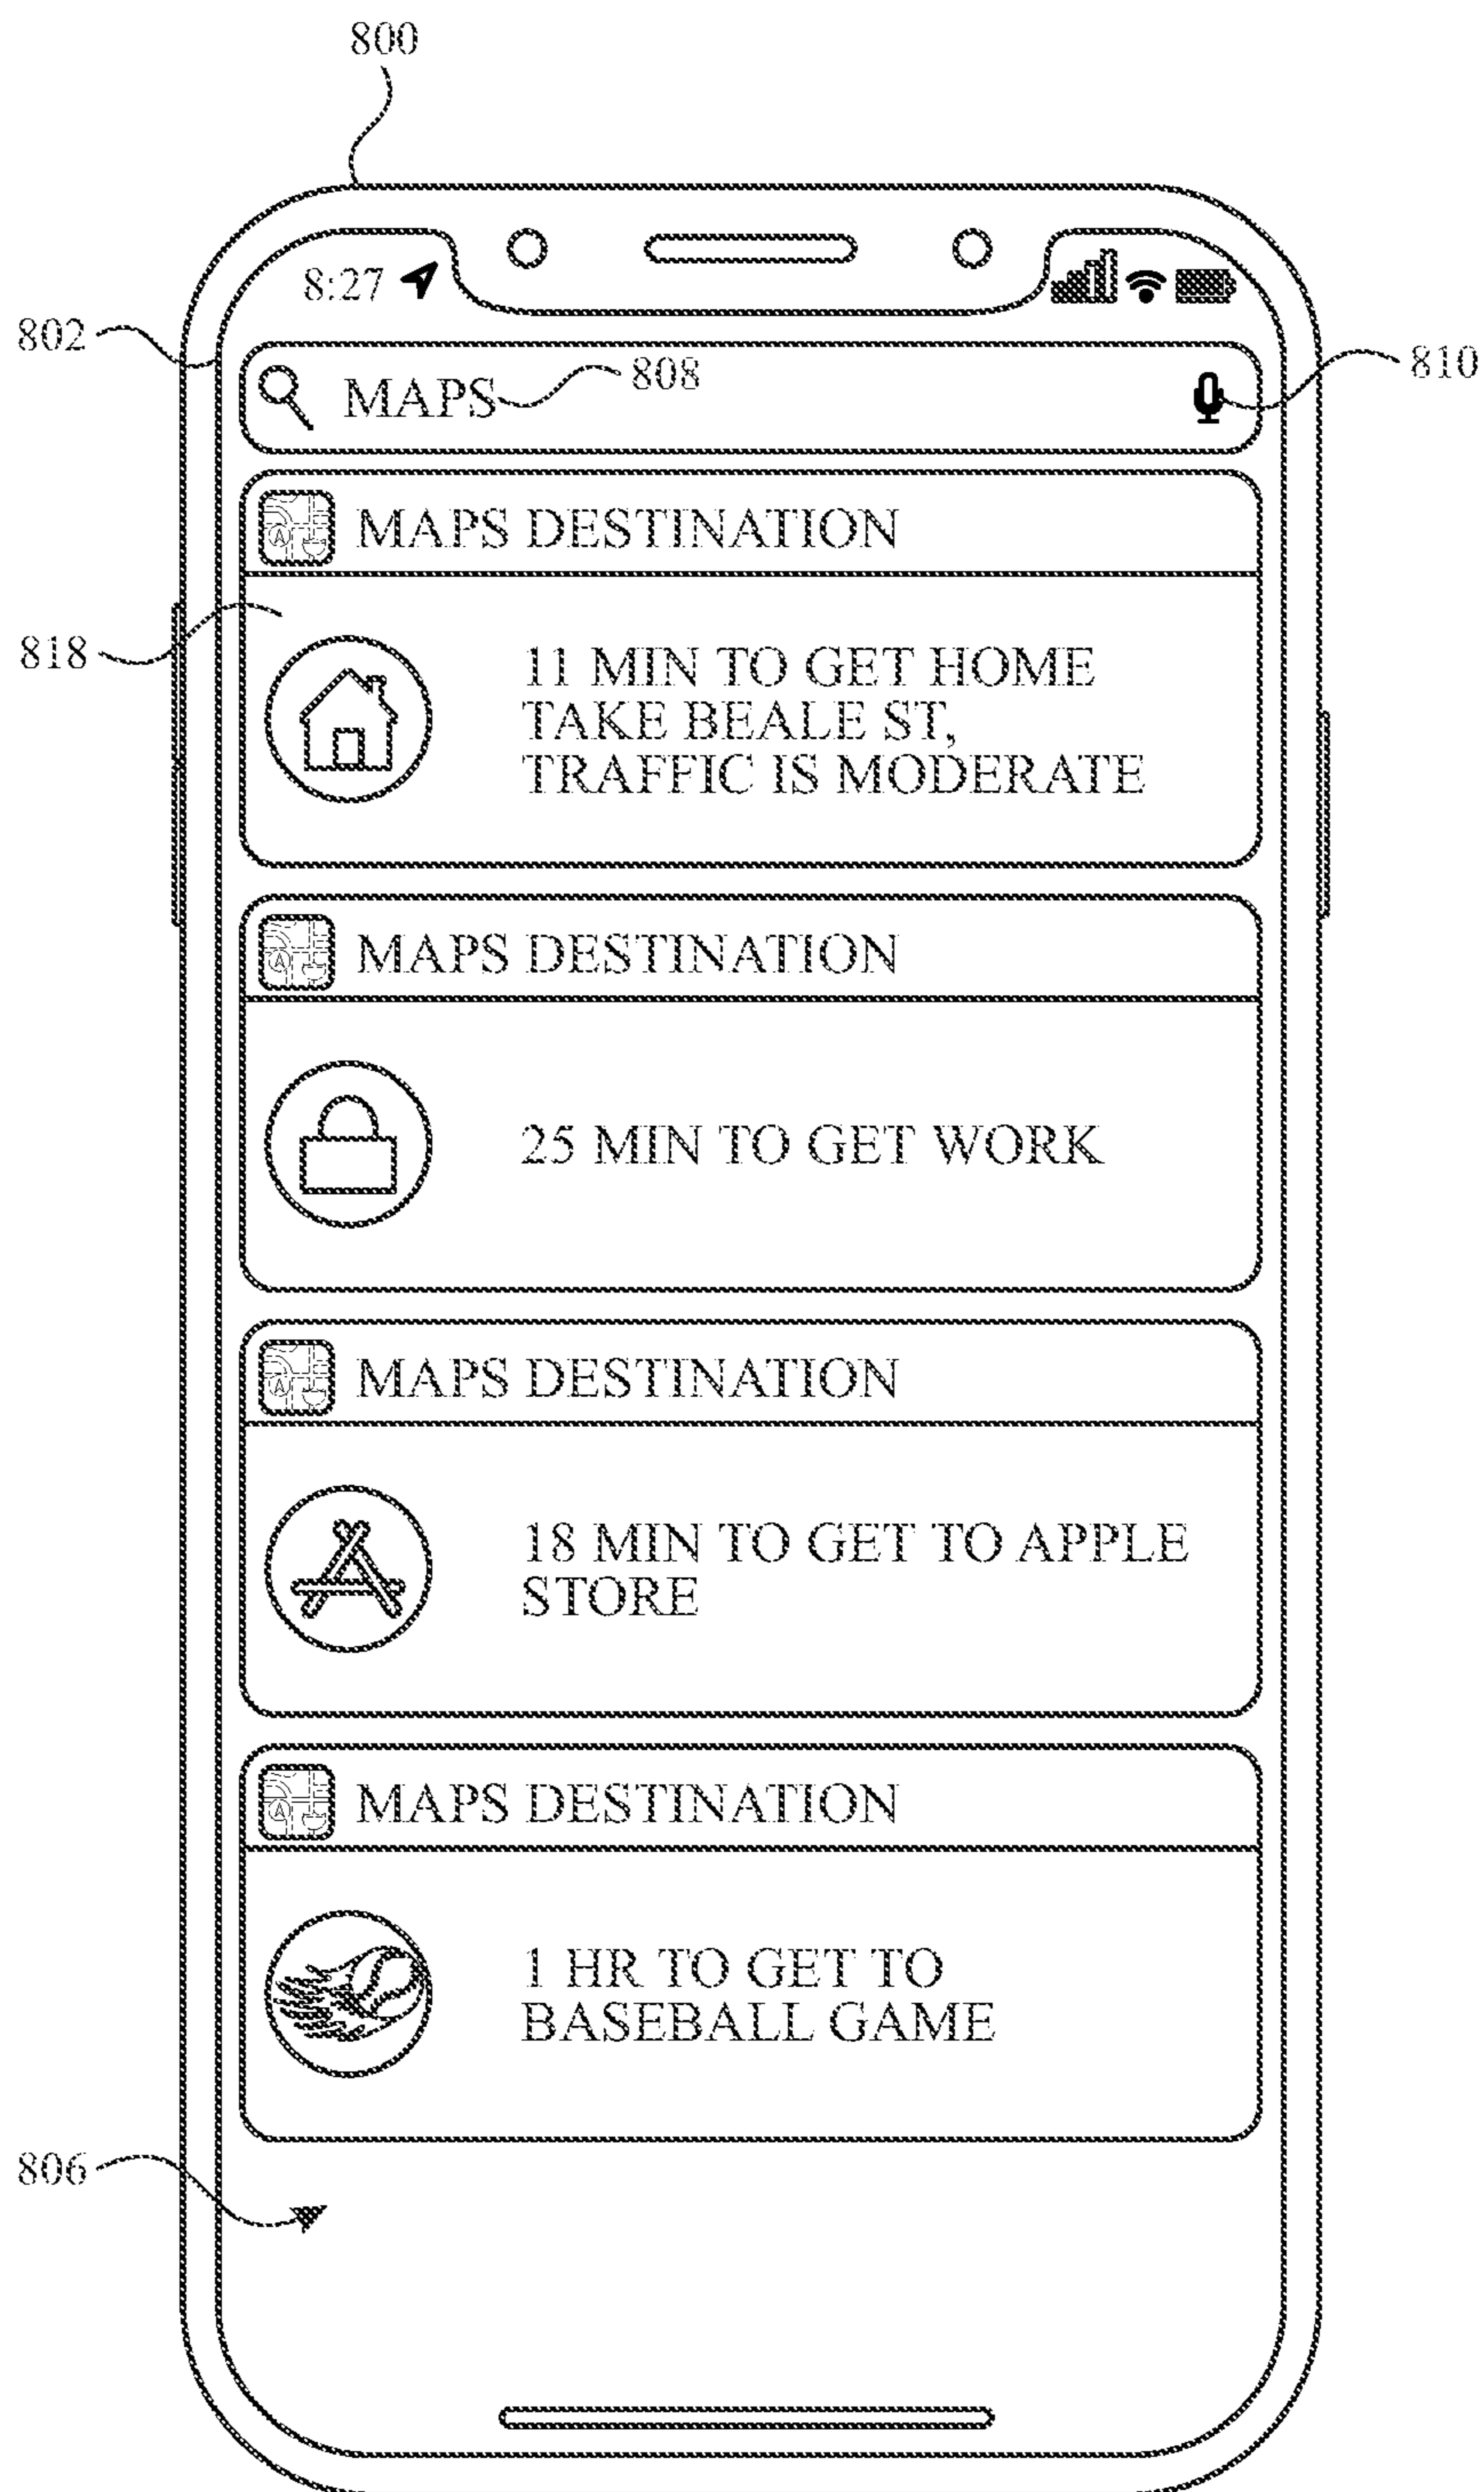 800
8:27
802
MAPS
808
810
MAPS DESTINATION
818
11 MIN TO GET HOME
TAKE BEALE ST,
TRAFFIC IS MODERATE
MAPS DESTINATION
25 MIN TO GET WORK
MAPS DESTINATION
18 MIN TO GET TO APPLE
STORE
MAPS DESTINATION
1 HR TO GET TO
BASEBALL GAME
806